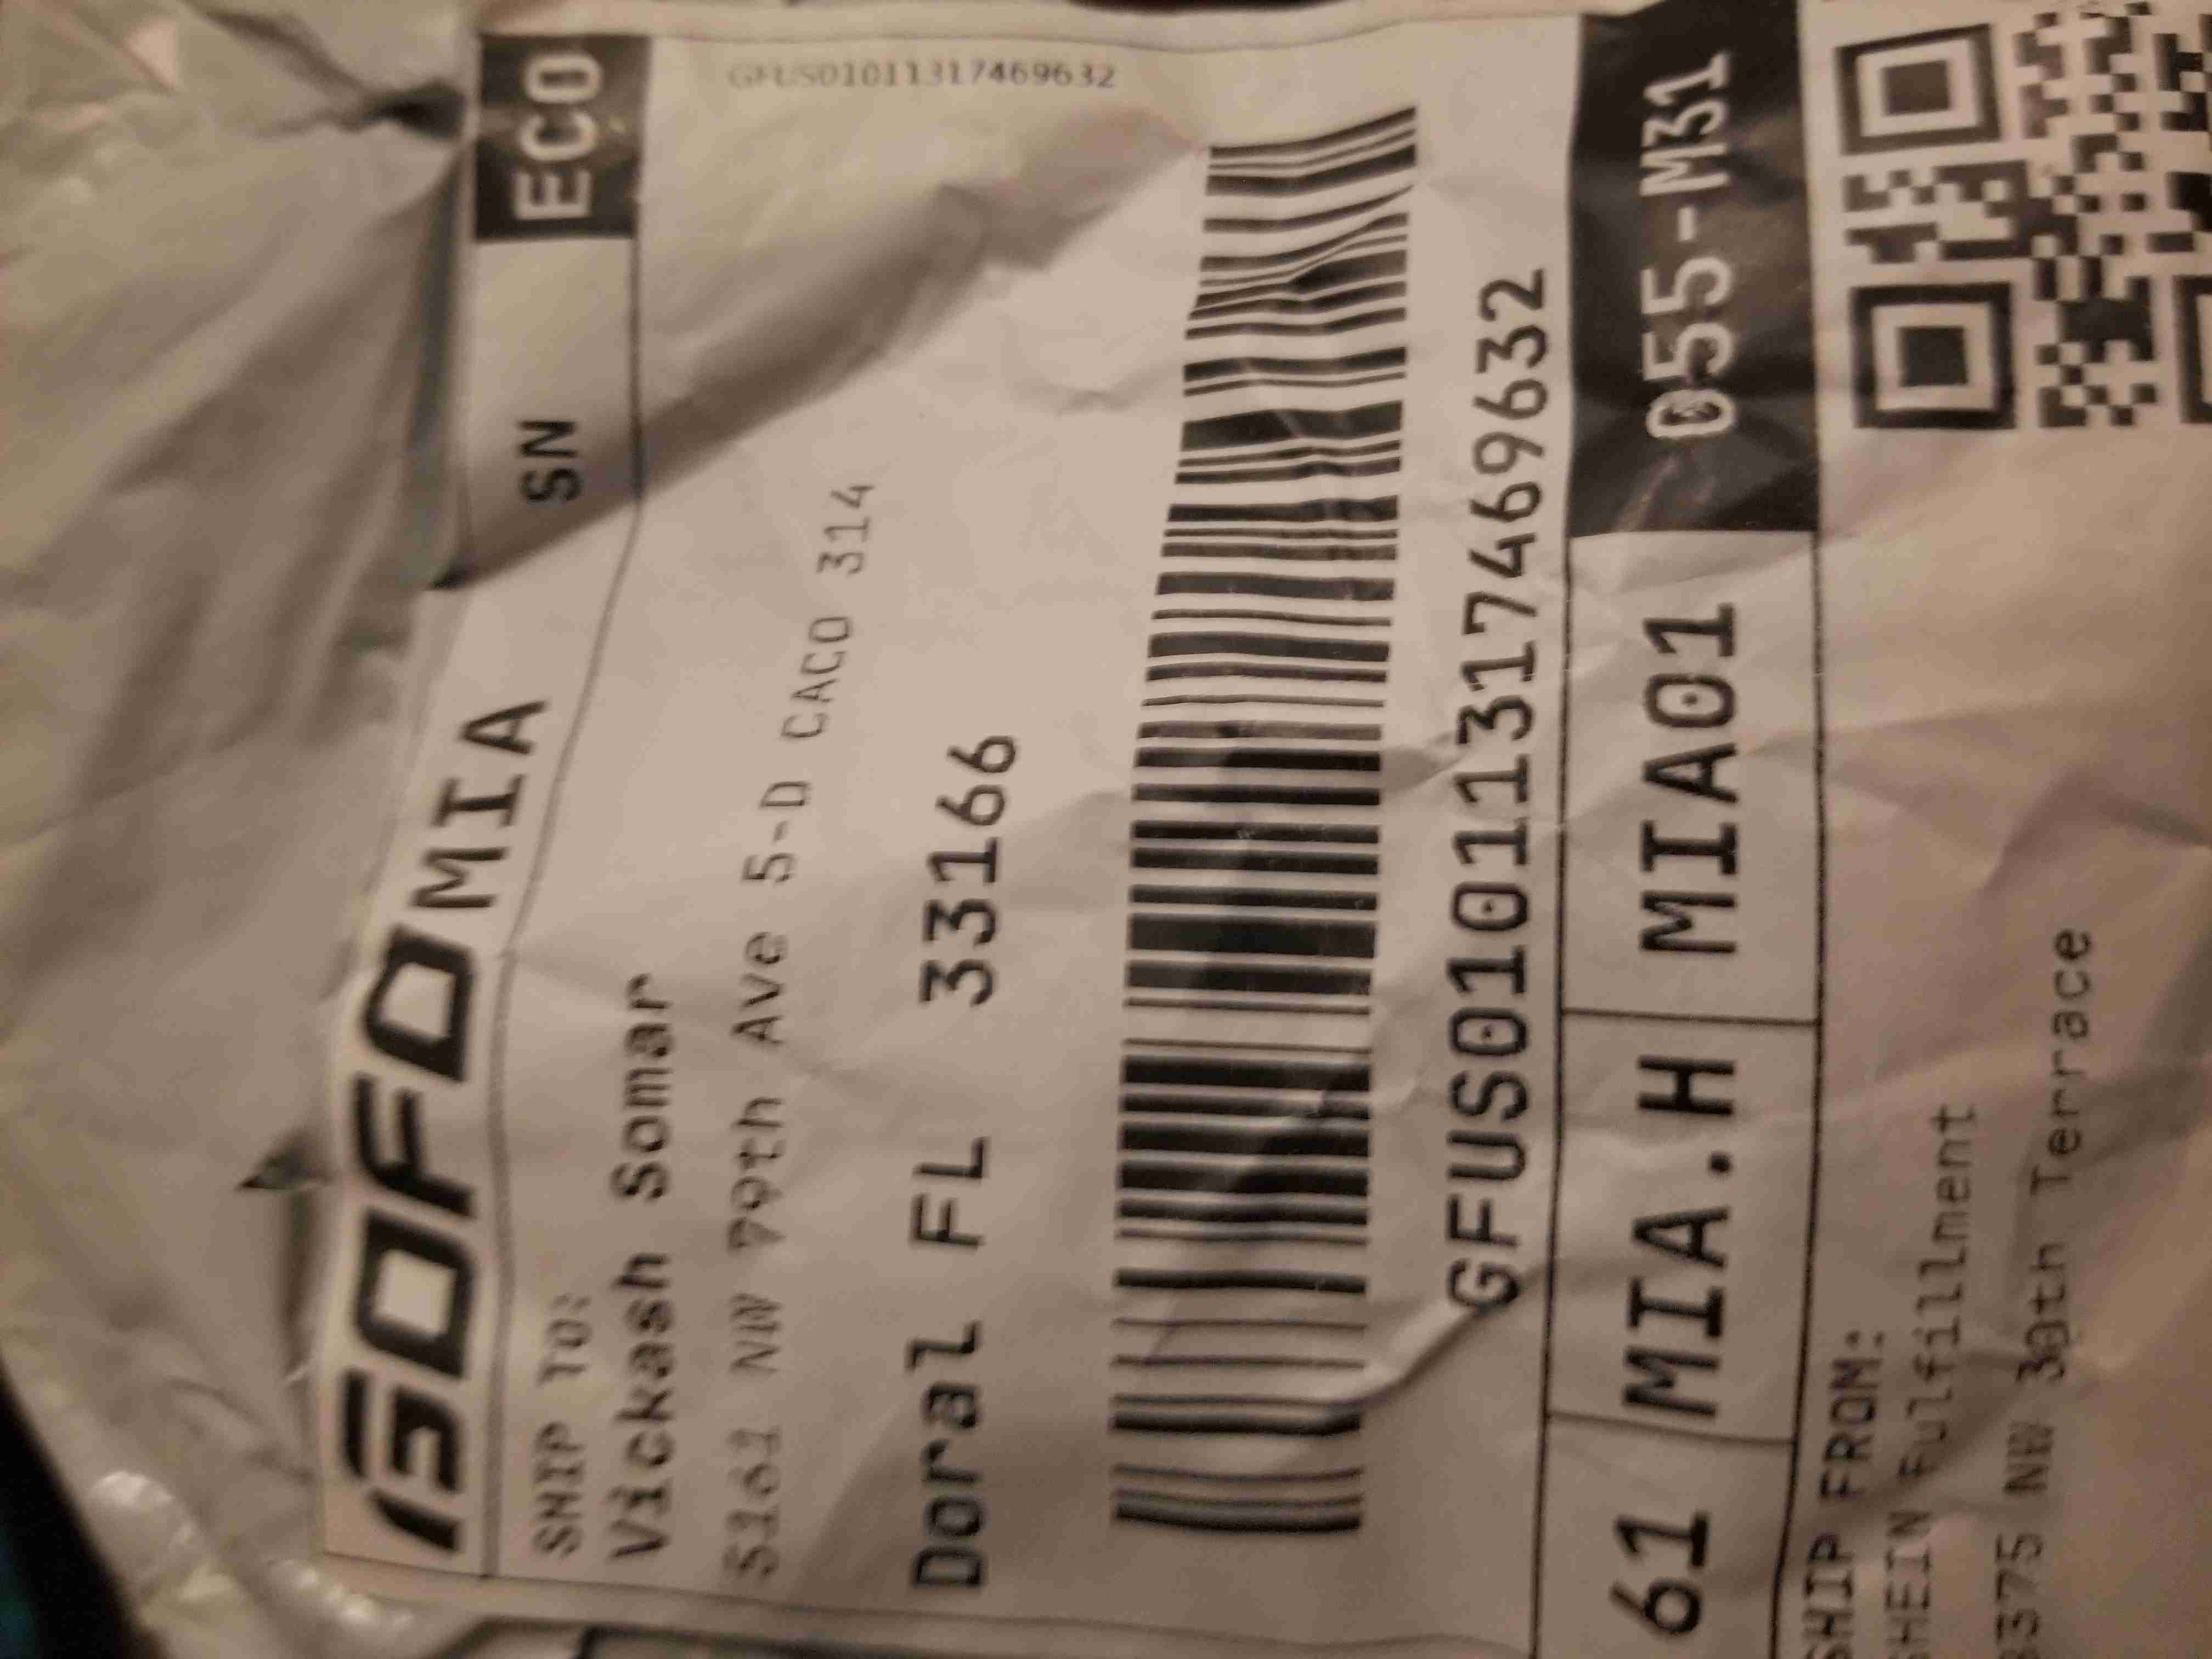 GOFO MIA SN ECO
GFUS01011317469632
SHIP TO:
Vickash Somar
5161 NW 79th Ave 5-D CACO 314
Doral FL 33166
GFUS01011317469632
61 MIA.H MIA01 055-M31
SHIP FROM:
SHEIN Fulfillment
NW Terrace